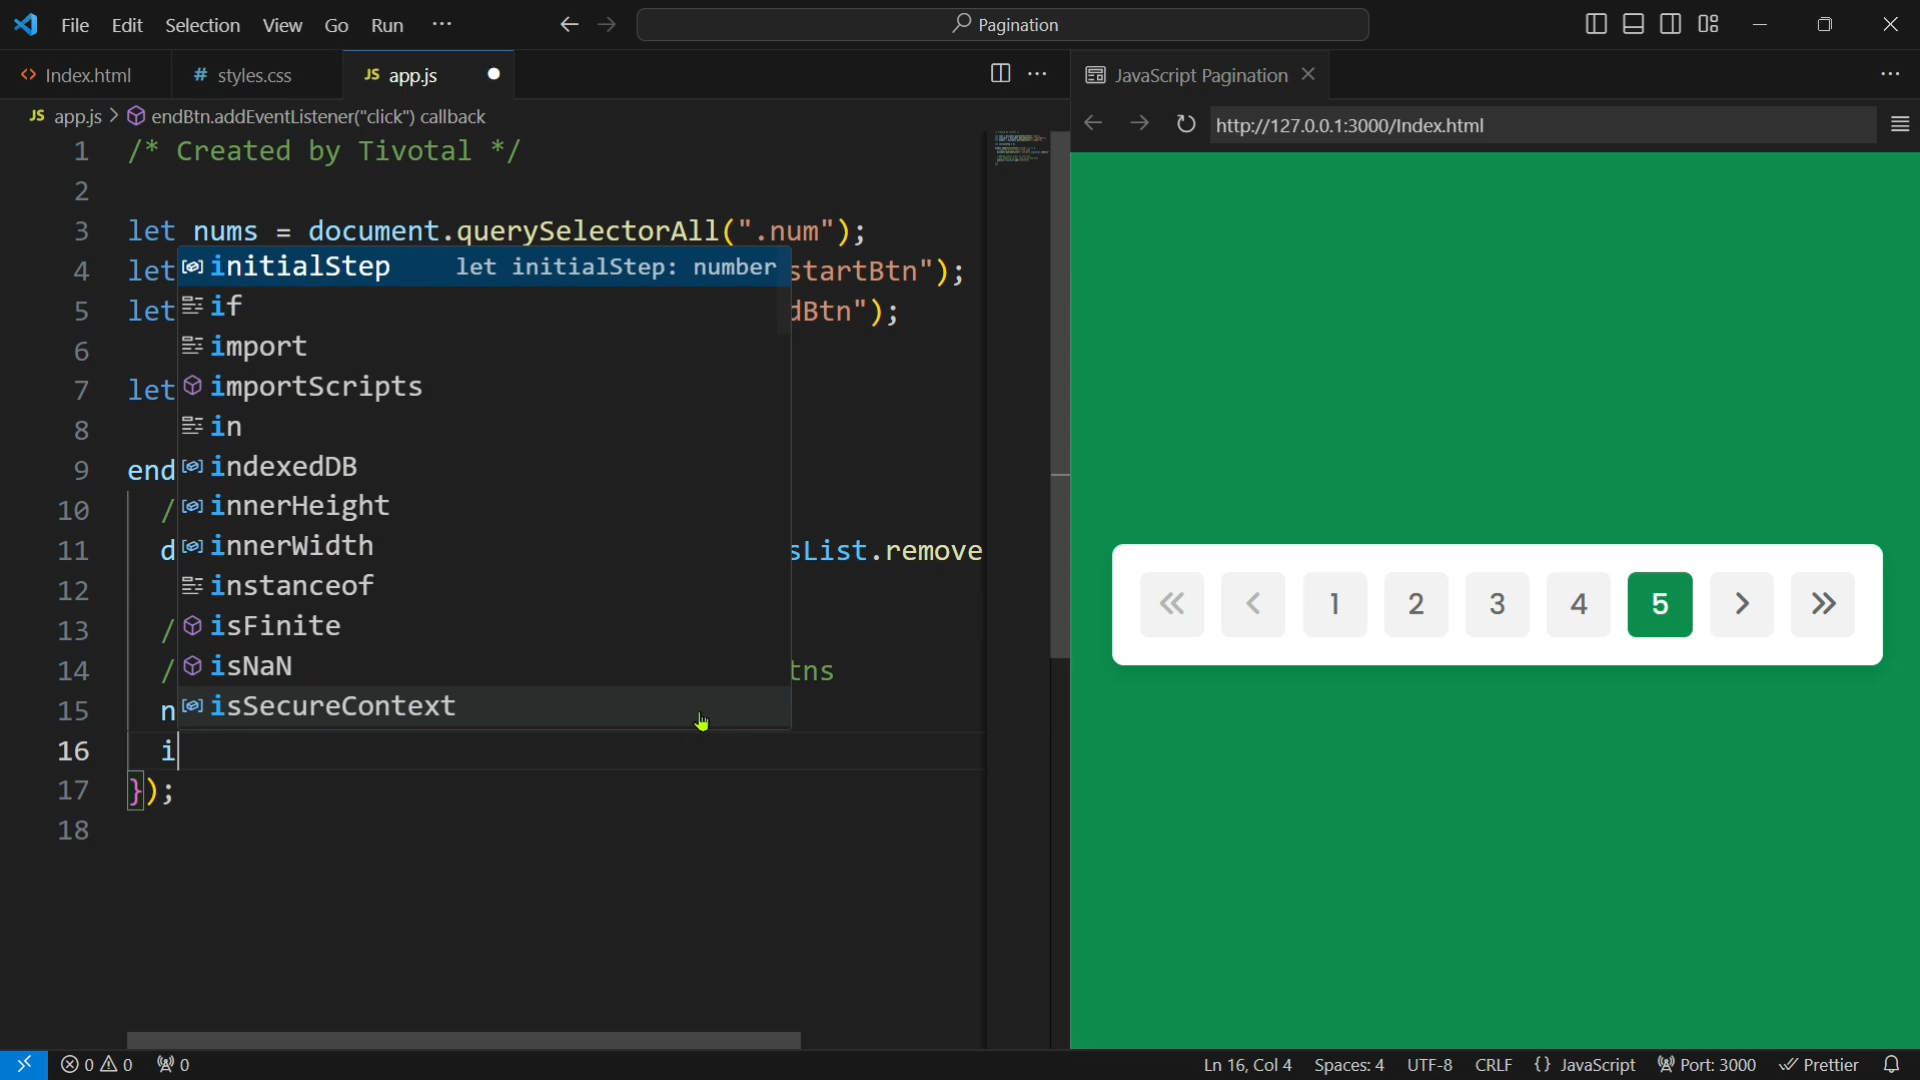 File Edit Selection View Go Run ··· Pagination
Index.html # styles.css JS app.js ··· JavaScript Pagination ···
JS app.js > endBtn.addEventListener("click") callback
http://127.0.0.1:3000/Index.html
1 /* Created by Tivotal */
2
3 let nums = document.querySelectorAll(".num");
4 let startBtn");
5 let dBtn");
6
7 let
8
9 end
10 /
11 d sList.remove
12
13 /
14 / tns
15 n
16 i
17 });
18
initialStep let initialStep: number
if
import
importScripts
in
indexedDB
innerHeight
innerWidth
instanceof
isFinite
isNaN
isSecureContext
1 2 3 4 5
0 0 0 Ln 16, Col 4 Spaces: 4 UTF-8 CRLF {} JavaScript Port: 3000 Prettier